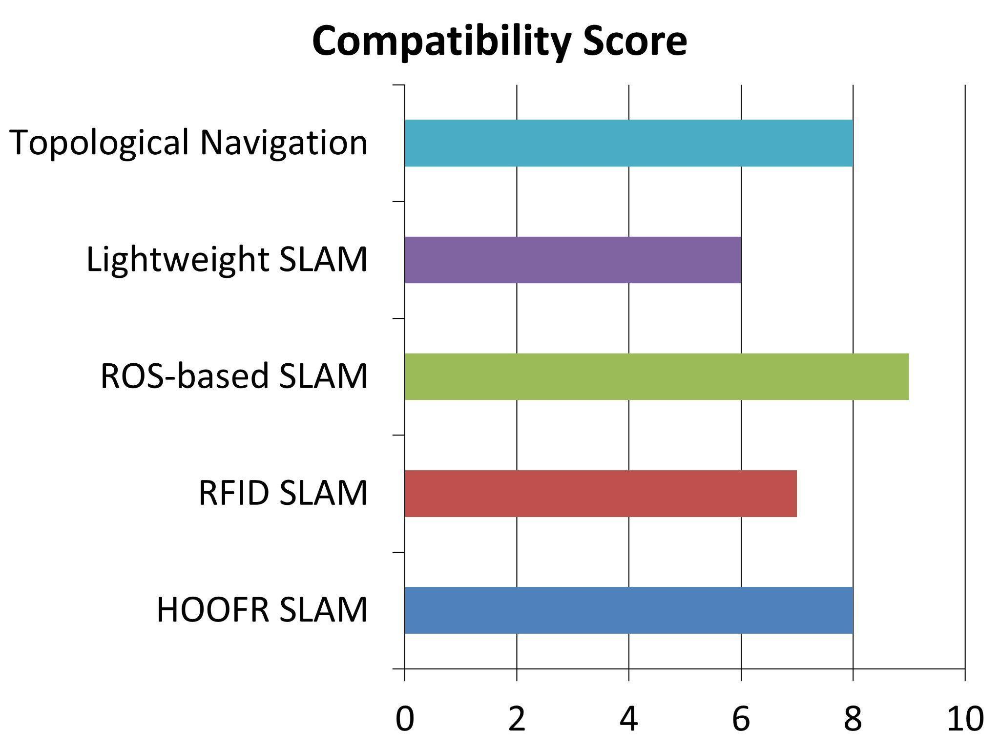 Compatibility Score
Topological Navigation
Lightweight SLAM
ROS-based SLAM
RFID SLAM
HOOFR SLAM
0 2 4 6 8 10